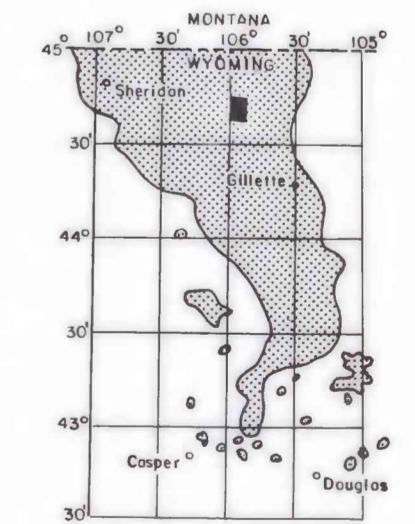 MONTANA
45° 107° 30' 106° 30' 105°
WYOMING
Sheridan
30'
Gillette
44°
30'
43°
Casper
Douglas
30'